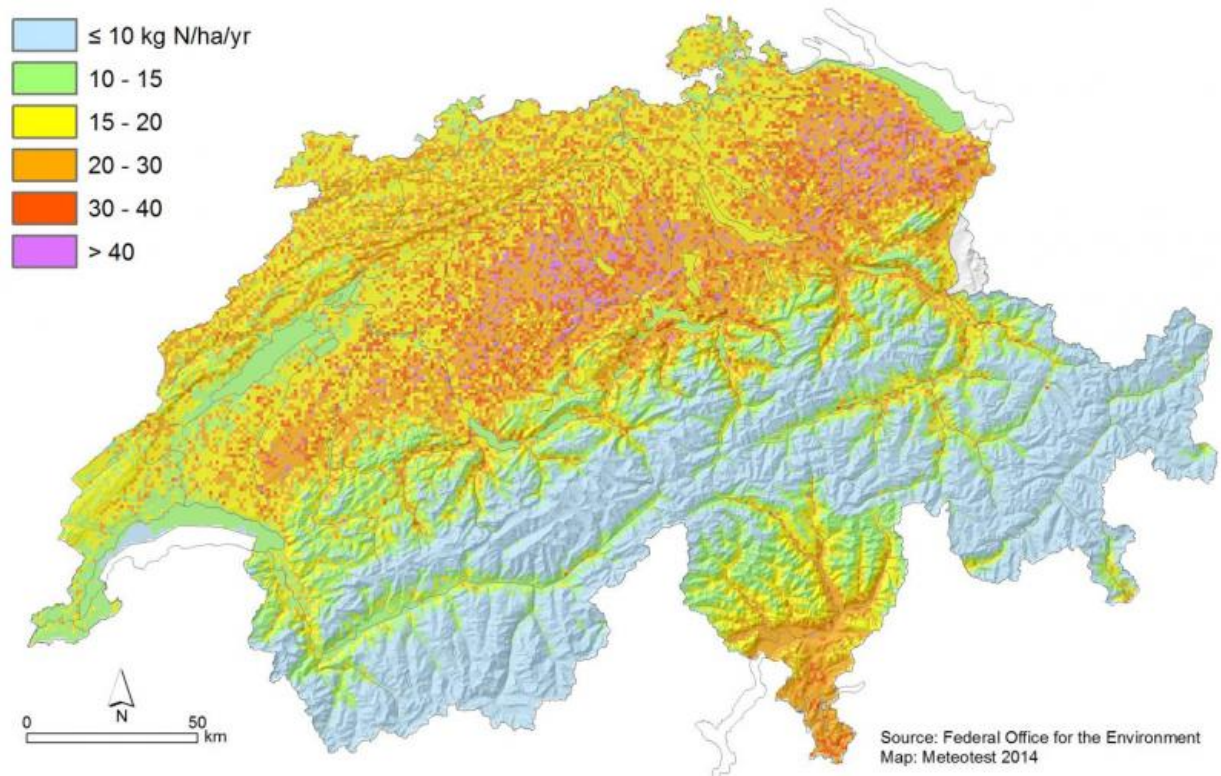 ≤ 10 kg N/ha/yr
10 - 15
15 - 20
20 - 30
30 - 40
> 40
N
0 50
km
Source: Federal Office for the Environment
Map: Meteotest 2014